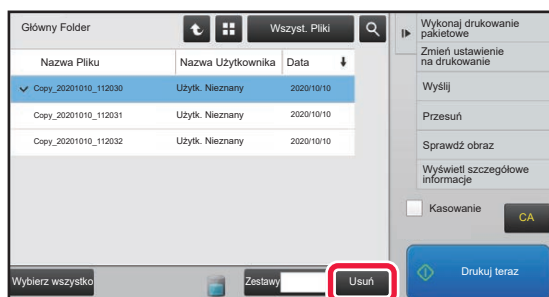 Główny Folder
Wszyst. Pliki
Nazwa Pliku Nazwa Użytkownika Data
Copy_20201010_112030 Użytk. Nieznany 2020/10/10
Copy_20201010_112031 Użytk. Nieznany 2020/10/10
Copy_20201010_112032 Użytk. Nieznany 2020/10/10
Wybierz wszystko
Zestawy
Usuń
Wykonaj drukowanie
pakietowe
Zmień ustawienie
na drukowanie
Wyślij
Przesuń
Sprawdź obraz
Wyświetl szczegółowe
informacje
Kasowanie
CA
Drukuj teraz